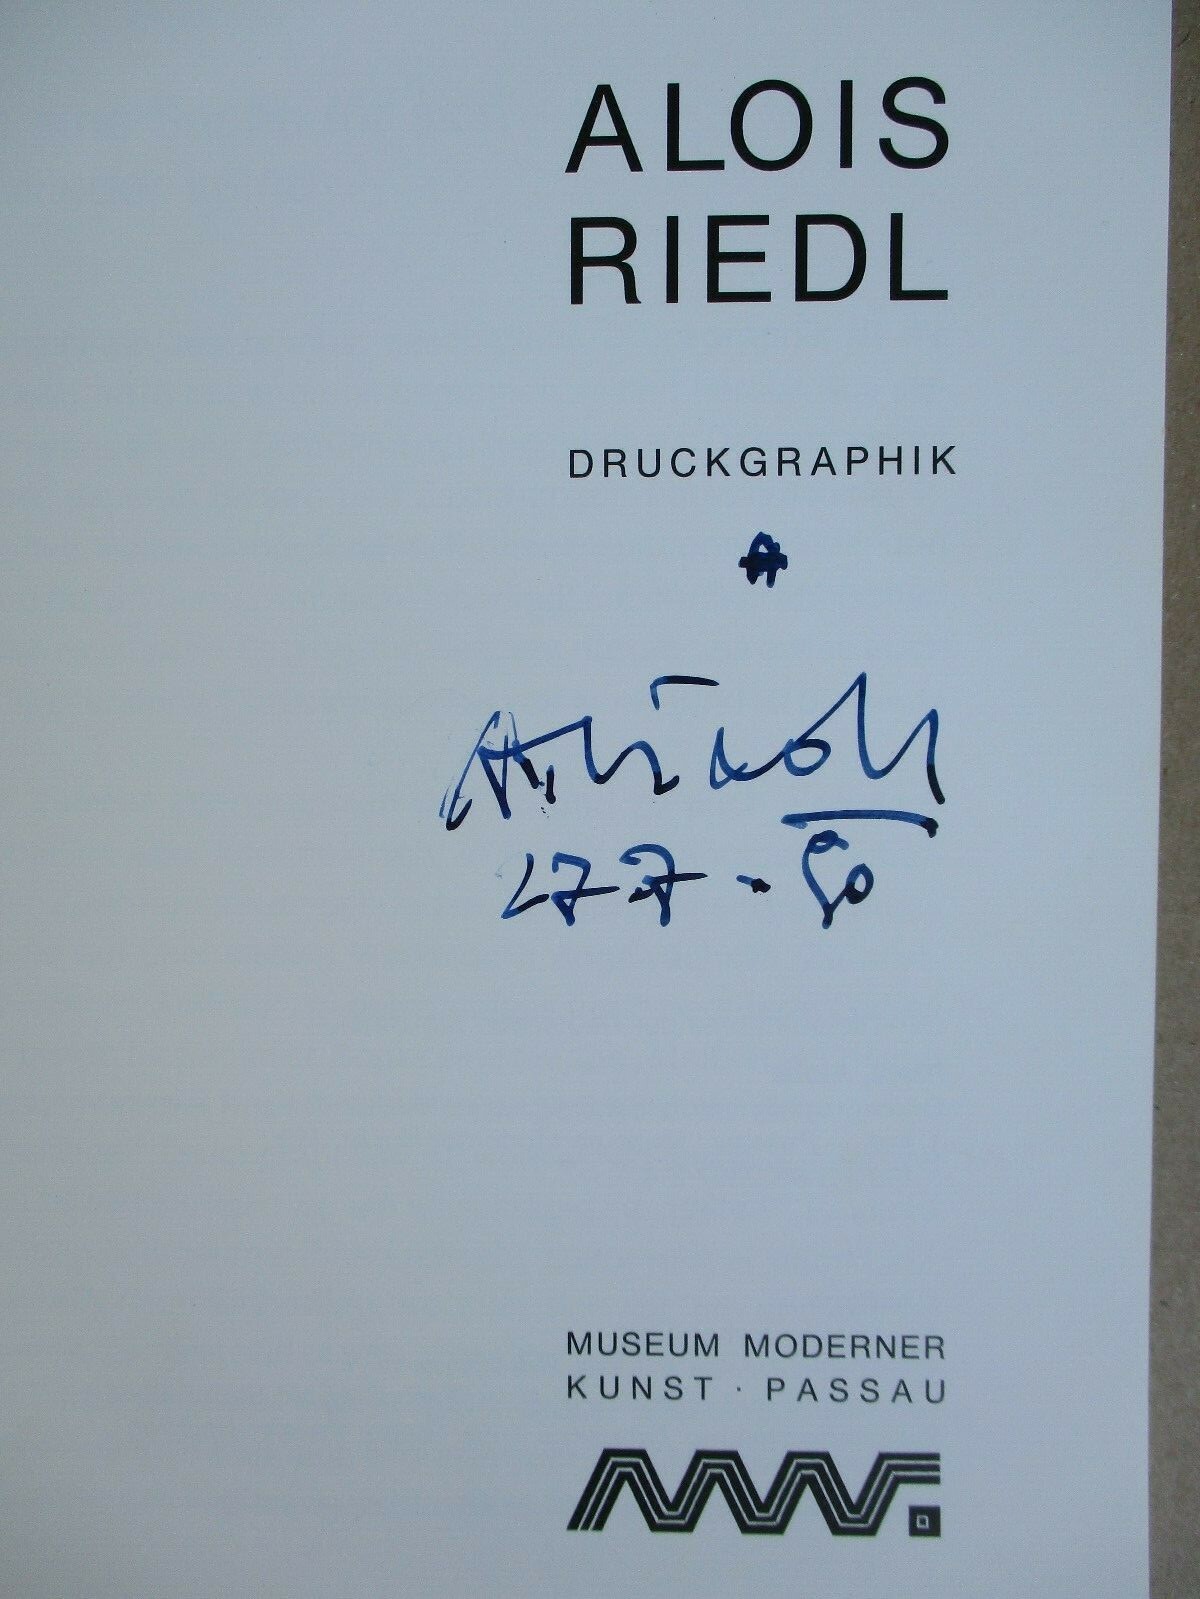 ALOIS
RIEDL
DRUCKGRAPHIK
MUSEUM MODERNER
KUNST · PASSAU